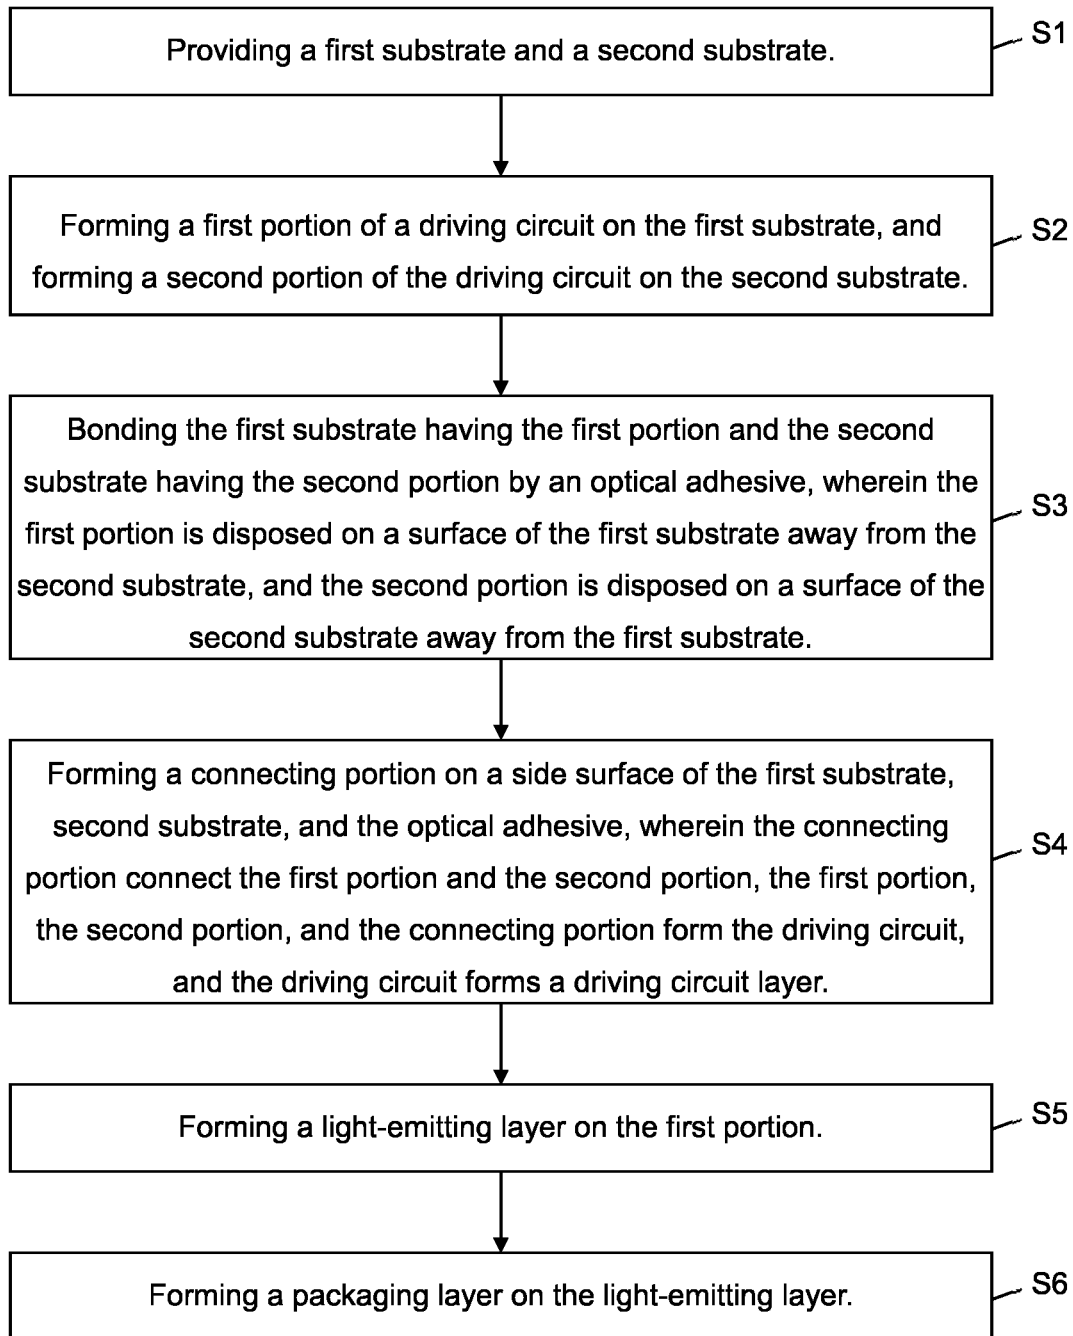 Providing a first substrate and a second substrate.
S1
Forming a first portion of a driving circuit on the first substrate, and
forming a second portion of the driving circuit on the second substrate.
S2
Bonding the first substrate having the first portion and the second
substrate having the second portion by an optical adhesive, wherein the
first portion is disposed on a surface of the first substrate away from the
second substrate, and the second portion is disposed on a surface of the
second substrate away from the first substrate.
S3
Forming a connecting portion on a side surface of the first substrate,
second substrate, and the optical adhesive, wherein the connecting
portion connect the first portion and the second portion, the first portion,
the second portion, and the connecting portion form the driving circuit,
and the driving circuit forms a driving circuit layer.
S4
Forming a light-emitting layer on the first portion.
S5
Forming a packaging layer on the light-emitting layer.
S6